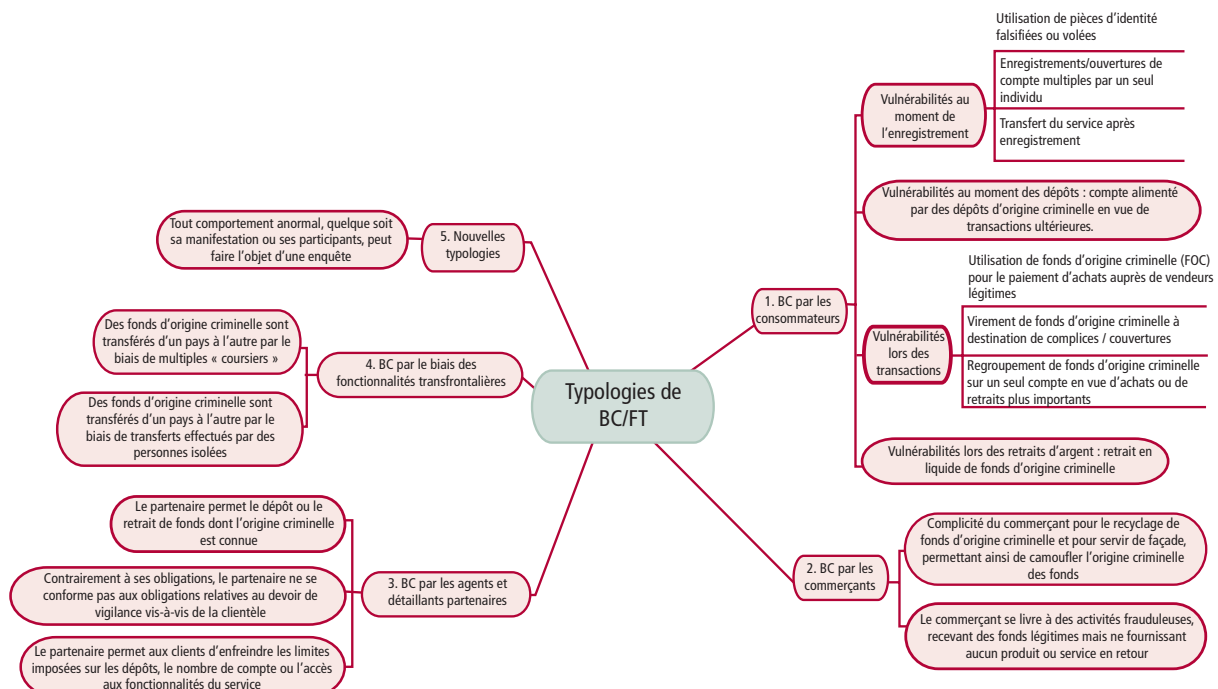 Typologies de
BC/FT
1. BC par les
consommateurs
Vulnérabilités au
moment de
l'enregistrement
Utilisation de pièces d'identité
falsifiées ou volées
Enregistrements/ouvertures de
compte multiples par un seul
individu
Transfert du service après
enregistrement
Vulnérabilités au moment des dépôts : compte alimenté
par des dépôts d'origine criminelle en vue de
transactions ultérieures.
Vulnérabilités
lors des
transactions
Utilisation de fonds d'origine criminelle (FOC)
pour le paiement d'achats auprès de vendeurs
légitimes
Virement de fonds d'origine criminelle à
destination de complices / couvertures
Regroupement de fonds d'origine criminelle
sur un seul compte en vue d'achats ou de
retraits plus importants
Vulnérabilités lors des retraits d'argent : retrait en
liquide de fonds d'origine criminelle
2. BC par les
commerçants
Complicité du commerçant pour le recyclage de
fonds d'origine criminelle et pour servir de façade,
permettant ainsi de camoufler l'origine criminelle
des fonds
Le commerçant se livre à des activités frauduleuses,
recevant des fonds légitimes mais ne fournissant
aucun produit ou service en retour
3. BC par les agents et
détaillants partenaires
Le partenaire permet le dépôt ou le
retrait de fonds dont l'origine criminelle
est connue
Contrairement à ses obligations, le partenaire ne se
conforme pas aux obligations relatives au devoir de
vigilance vis-à-vis de la clientèle
Le partenaire permet aux clients d'enfreindre les limites
imposées sur les dépôts, le nombre de compte ou l'accès
aux fonctionnalités du service
4. BC par le biais des
fonctionnalités transfrontalières
Des fonds d'origine criminelle sont
transférés d'un pays à l'autre par le
biais de multiples « coursiers »
Des fonds d'origine criminelle sont
transférés d'un pays à l'autre par le
biais de transferts effectués par des
personnes isolées
5. Nouvelles
typologies
Tout comportement anormal, quelque soit
sa manifestation ou ses participants, peut
faire l'objet d'une enquête